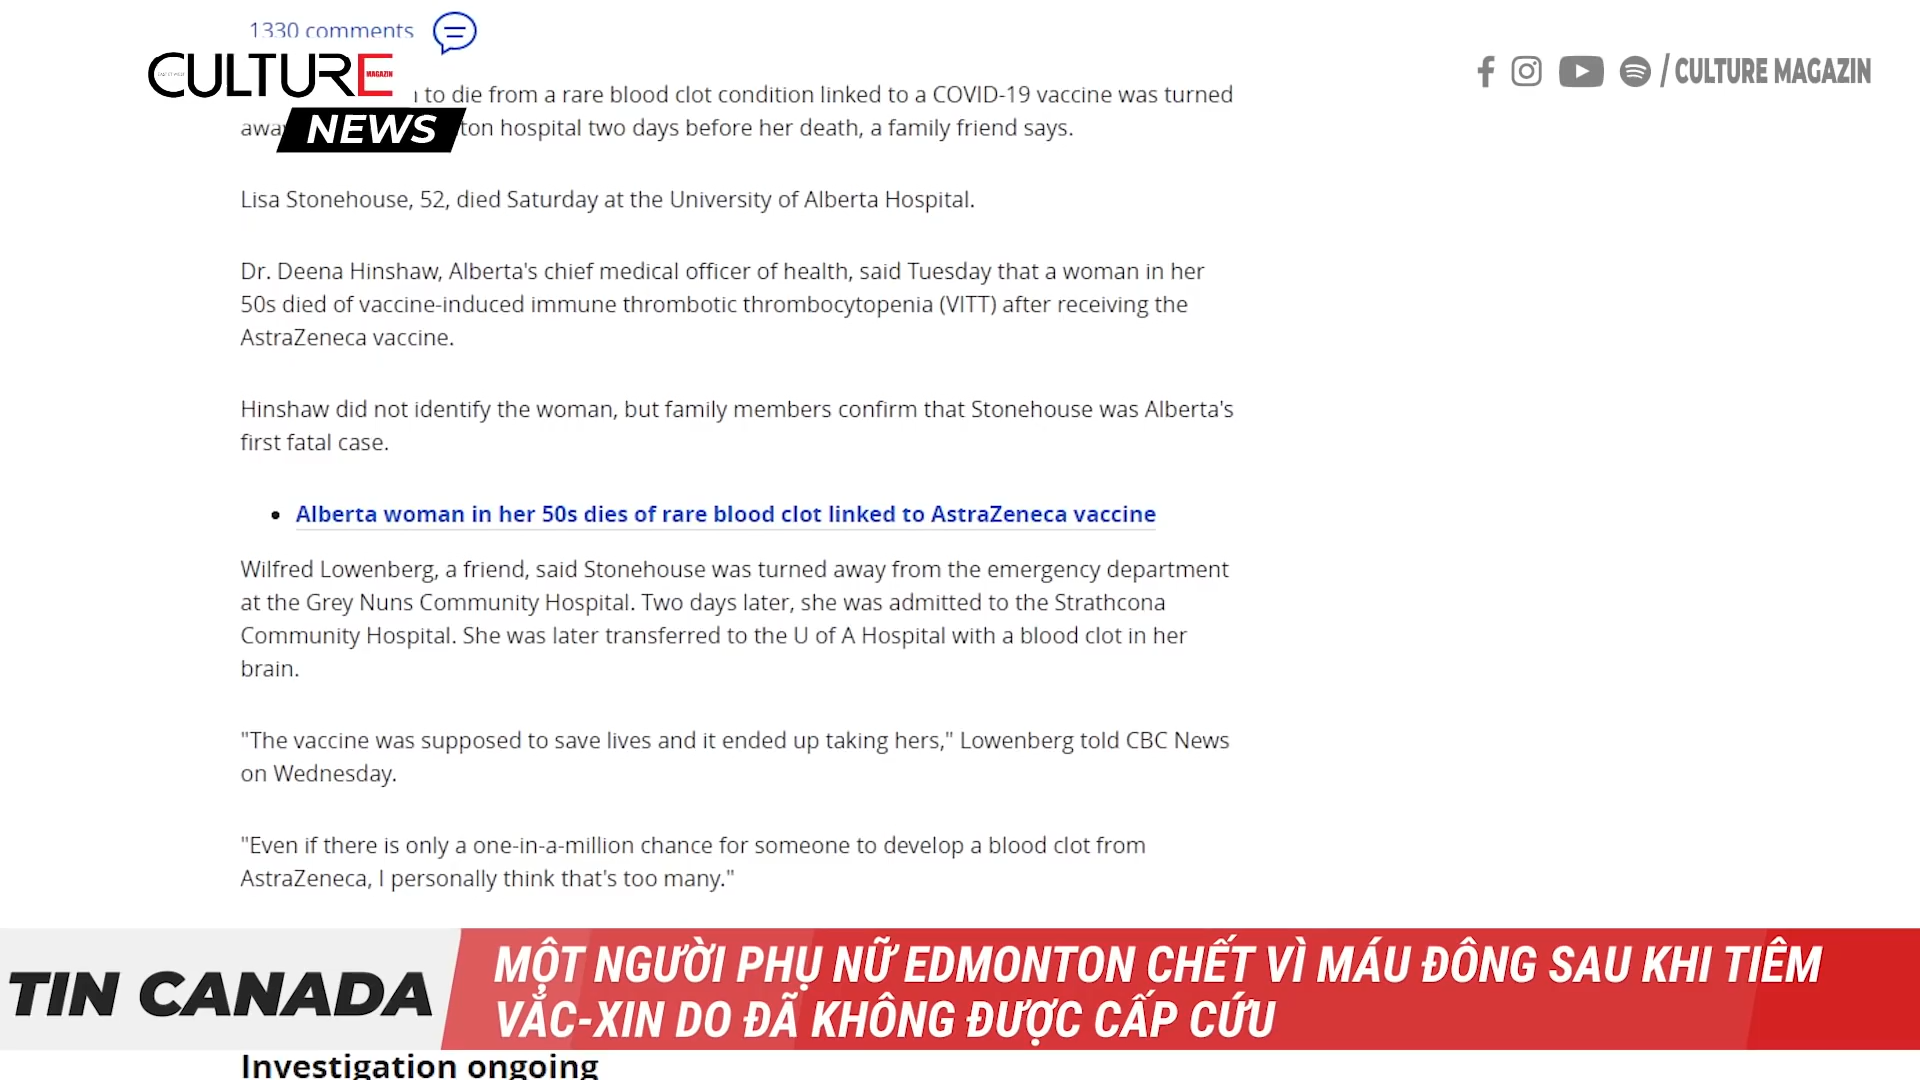 1330 comments
CULTURE
MAGAZIN
NEWS
/ CULTURE MAGAZIN
to die from a rare blood clot condition linked to a COVID-19 vaccine was turned
hospital two days before her death, a family friend says.
Lisa Stonehouse, 52, died Saturday at the University of Alberta Hospital.
Dr. Deena Hinshaw, Alberta's chief medical officer of health, said Tuesday that a woman in her
50s died of vaccine-induced immune thrombotic thrombocytopenia (VITT) after receiving the
AstraZeneca vaccine.
Hinshaw did not identify the woman, but family members confirm that Stonehouse was Alberta's
first fatal case.
• Alberta woman in her 50s dies of rare blood clot linked to AstraZeneca vaccine
Wilfred Lowenberg, a friend, said Stonehouse was turned away from the emergency department
at the Grey Nuns Community Hospital. Two days later, she was admitted to the Strathcona
Community Hospital. She was later transferred to the U of A Hospital with a blood clot in her
brain.
"The vaccine was supposed to save lives and it ended up taking hers," Lowenberg told CBC News
on Wednesday.
"Even if there is only a one-in-a-million chance for someone to develop a blood clot from
AstraZeneca, I personally think that's too many."
TIN CANADA
MỘT NGƯỜI PHỤ NỮ EDMONTON CHẾT VÌ MÁU ĐÔNG SAU KHI TIÊM
VẮC-XIN DO ĐÃ KHÔNG ĐƯỢC CẤP CỨU
Investigation ongoing